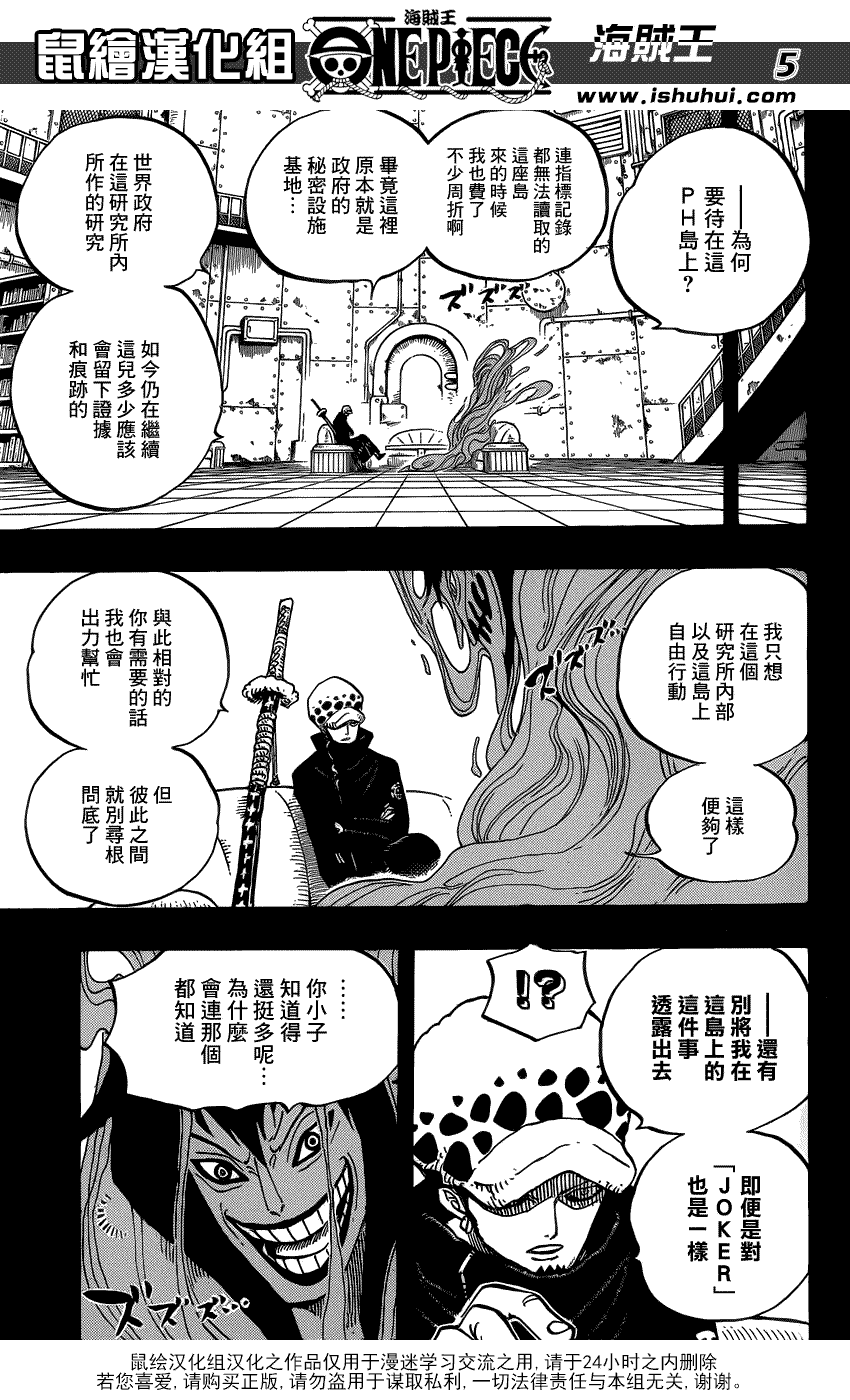 鼠繪漢化組
海賊王
ONE PIECE
海賊王
5
www.ishuhui.com
──為何
要待在這
PH島上？
連指標記錄
都無法讀取的
這座島
來的時候
我也費了
不少周折啊
畢竟這裡
原本就是
政府的
秘密設施
基地…
ズズズ…
世界政府
在這研究所內
所作的研究
如今仍在繼續
這兒多少應該
會留下證據
和痕跡的
我只想
在這個
研究所內部
以及這島上
自由行動
這樣
便夠了
ズズズ…
與此相對的
你有需要的話
我也會
出力幫忙
但
彼此之間
就別尋根
問底了
──還有
別將我在
這島上的
這件事
透露出去
即便是對
「JOKER」
也是一樣
!?
……
你小子
知道得
還挺多呢…
為什麼
會連那個
都知道
ズズズ…
鼠绘汉化组汉化之作品仅用于漫迷学习交流之用, 请于24小时之内删除
若您喜爱, 请购买正版, 请勿盗用于谋取私利, 一切法律责任与本组无关, 谢谢。